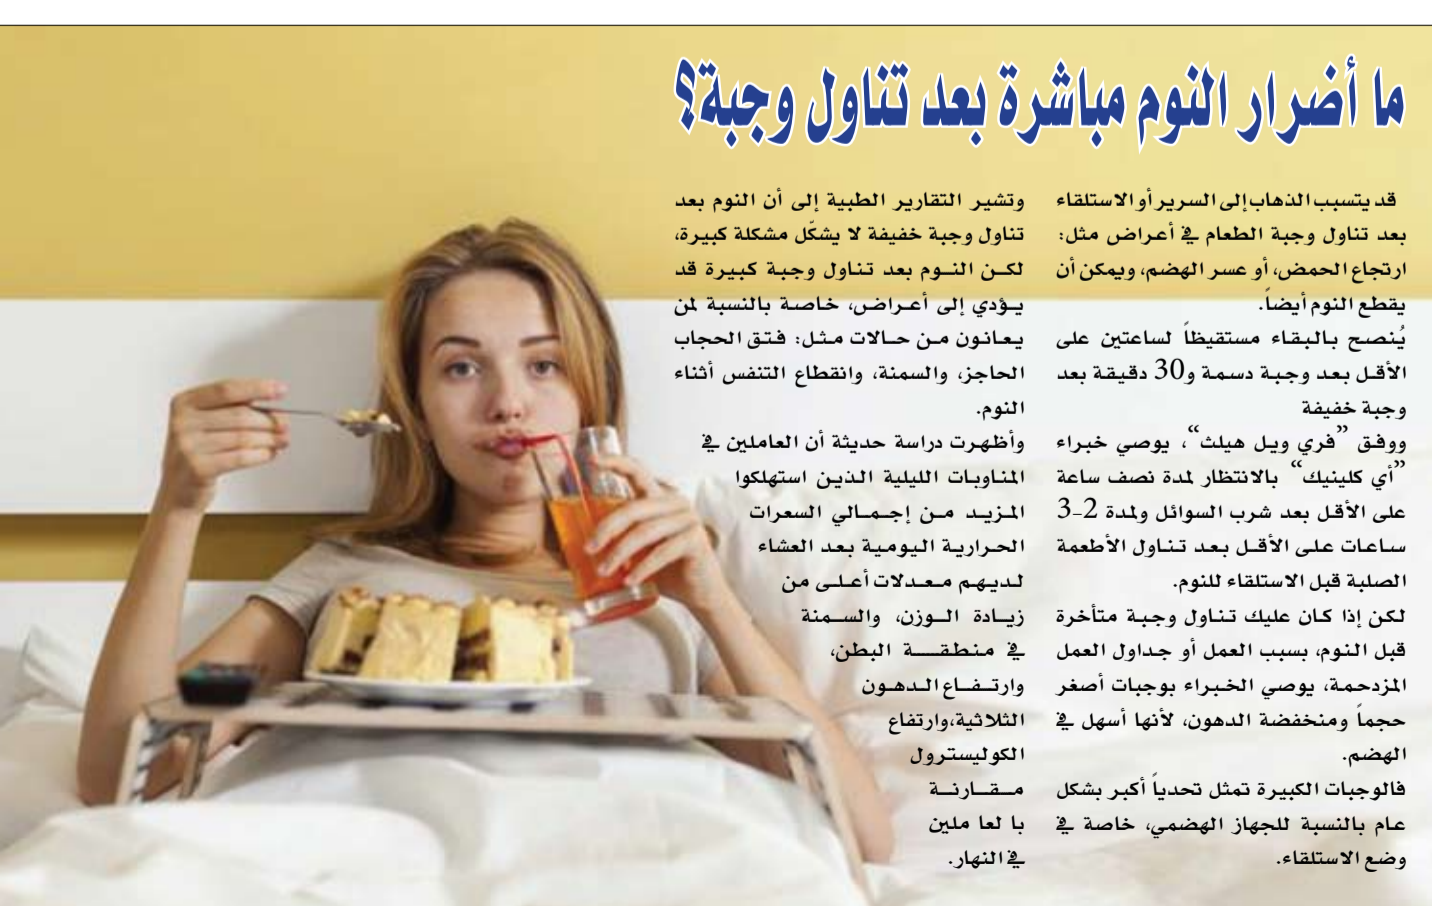 ما أضرار النوم مباشرة بعد تناول وجبة؟
قد يتسبب الذهاب إلى السرير أو الاستلقاء
بعد تناول وجبة الطعام في أعراض مثل:
ارتجاع الحمض، أو عسر الهضم، ويمكن أن
يقطع النوم أيضاً.
يُنصح بالبقاء مستقيظاً لساعتين على
الأقل بعد وجبة دسمة و30 دقيقة بعد
وجبة خفيفة
ووفق ”فري ويل هيلث“، يوصي خبراء
”أي كلينيك“ بالانتظار لمدة نصف ساعة
على الأقل بعد شرب السوائل ولمدة 2-3
ساعات على الأقل بعد تناول الأطعمة
الصلبة قبل الاستلقاء للنوم.
لكن إذا كان عليك تناول وجبة متأخرة
قبل النوم، بسبب العمل أو جداول العمل
المزدحمة، يوصي الخبراء بوجبات أصغر
حجماً ومنخفضة الدهون، لأنها أسهل في
الهضم.
فالوجبات الكبيرة تمثل تحدياً أكبر بشكل
عام بالنسبة للجهاز الهضمي، خاصة في
وضع الاستلقاء.
وتشير التقارير الطبية إلى أن النوم بعد
تناول وجبة خفيفة لا يشكّل مشكلة كبيرة،
لكن النوم بعد تناول وجبة كبيرة قد
يؤدي إلى أعراض، خاصة بالنسبة لمن
يعانون من حالات مثل: فتق الحجاب
الحاجز، والسمنة، وانقطاع التنفس أثناء
النوم.
وأظهرت دراسة حديثة أن العاملين في
المناوبات الليلية الذين استهلكوا
المزيد من إجمالي السعرات
الحرارية اليومية بعد العشاء
لديهم معدلات أعلى من
زيادة الوزن، والسمنة
في منطقة البطن،
وارتفاع الدهون
الثلاثية،وارتفاع
الكوليسترول
مقارنة
با لعا ملين
في النهار.